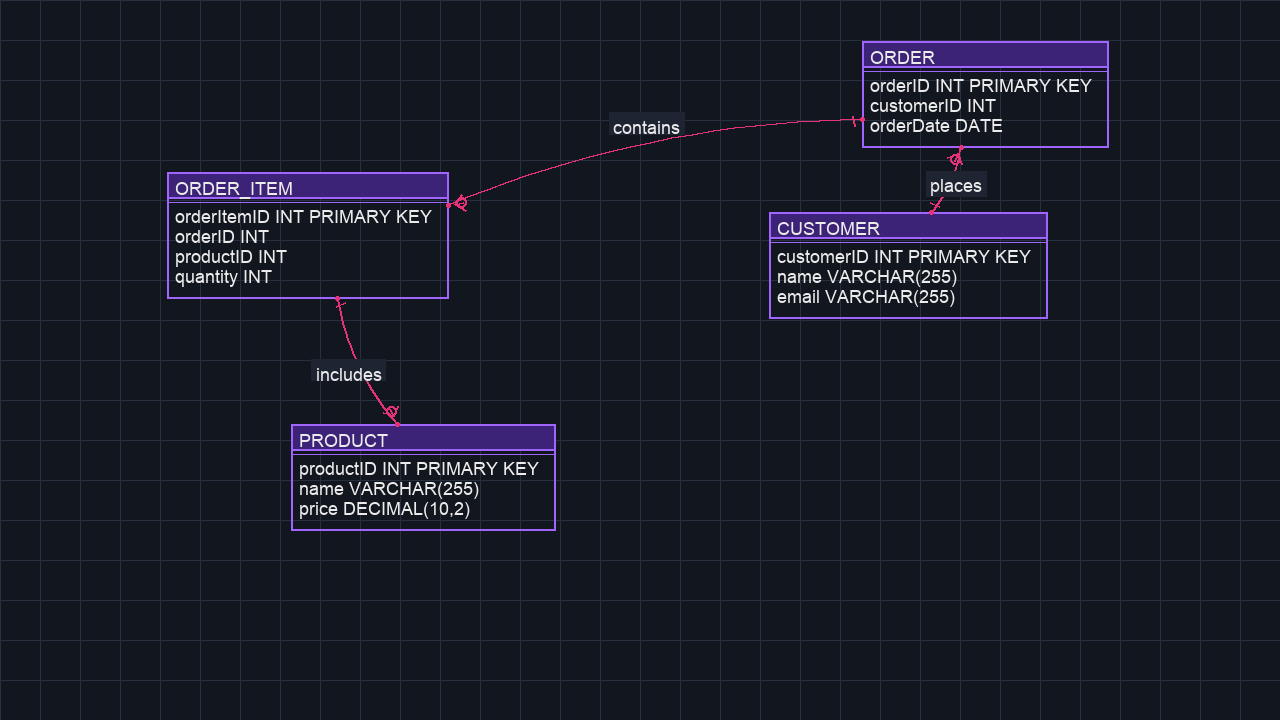 ORDER
orderID INT PRIMARY KEY
customerID INT
orderDate DATE
contains
places
ORDER_ITEM
orderItemID INT PRIMARY KEY
orderID INT
productID INT
quantity INT
CUSTOMER
customerID INT PRIMARY KEY
name VARCHAR(255)
email VARCHAR(255)
includes
PRODUCT
productID INT PRIMARY KEY
name VARCHAR(255)
price DECIMAL(10,2)